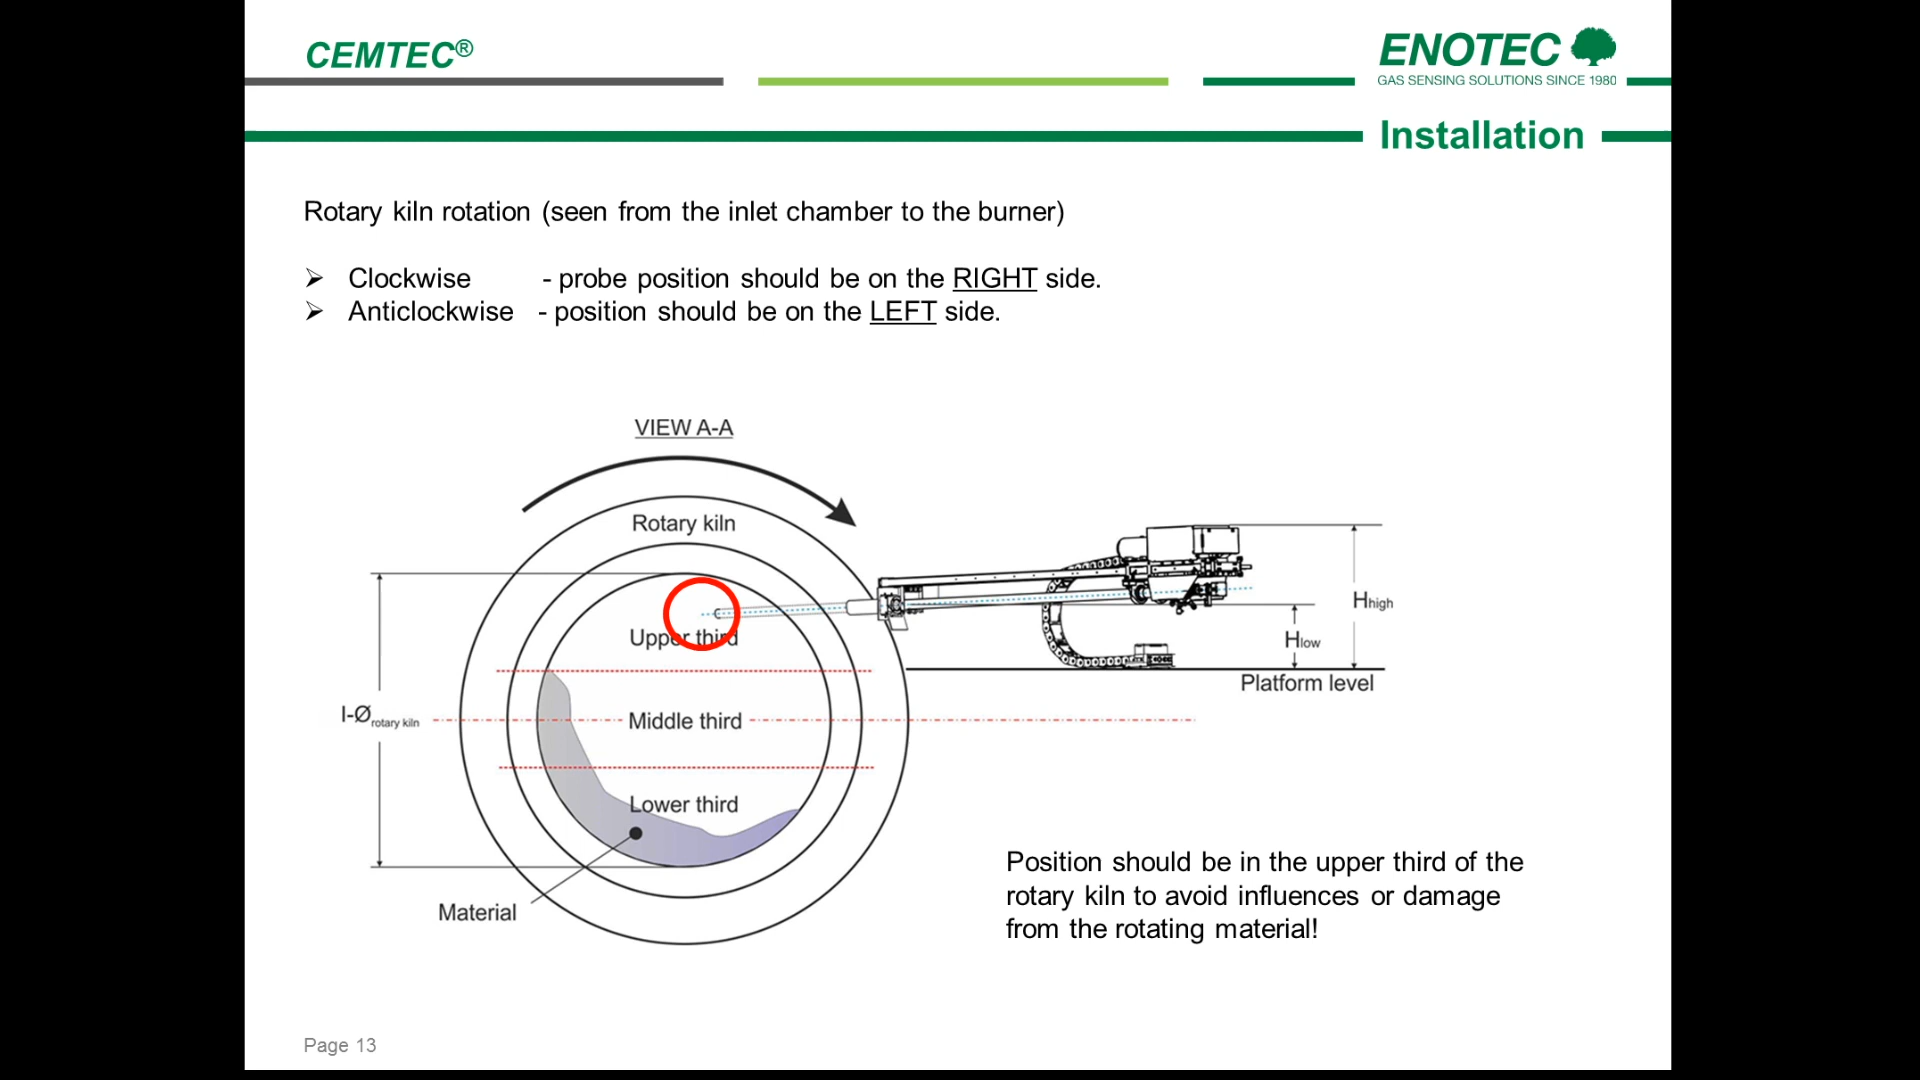 CEMTEC®
ENOTEC
GAS SENSING SOLUTIONS SINCE 1980
Installation
Rotary kiln rotation (seen from the inlet chamber to the burner)
➢ Clockwise - probe position should be on the RIGHT side.
➢ Anticlockwise - position should be on the LEFT side.
VIEW A-A
Rotary kiln
Upper third
Hhigh
Hlow
Platform level
I-Ørotary kiln
Middle third
Lower third
Material
Position should be in the upper third of the
rotary kiln to avoid influences or damage
from the rotating material!
Page 13